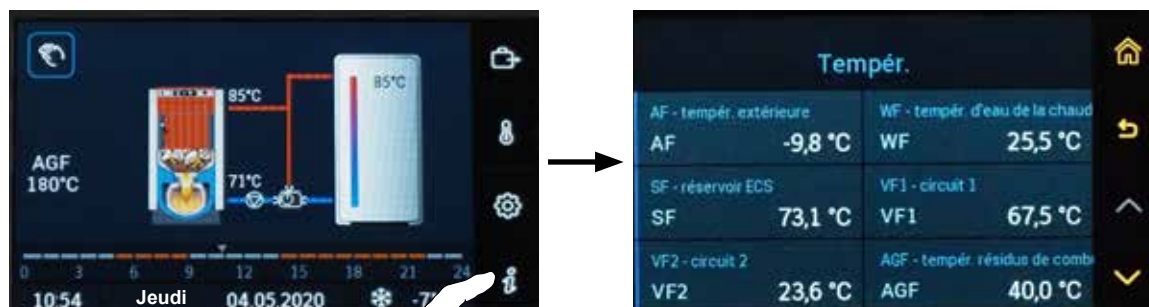 85°C
85°C
AGF
180°C
71°C
0 3 6 9 12 15 18 21 24
10:54 Jeudi 04.05.2020
Tempér.
AF - tempér. extérieure
AF -9,8 °C
WF - tempér. d'eau de la chaud
WF 25,5 °C
SF - réservoir ECS
SF 73,1 °C
VF1 - circuit 1
VF1 67,5 °C
VF2 - circuit 2
VF2 23,6 °C
AGF - tempér. résidus de comb
AGF 40,0 °C